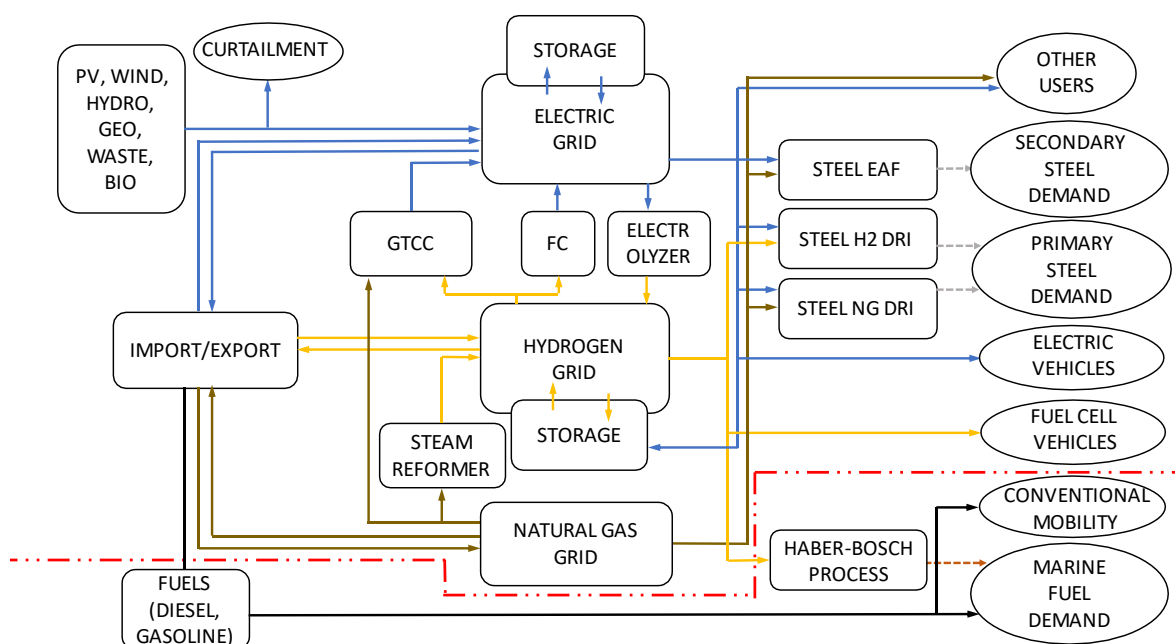 CURTAILMENT
PV, WIND,
HYDRO,
GEO,
WASTE,
BIO
STORAGE
ELECTRIC
GRID
OTHER
USERS
STEEL EAF
SECONDARY
STEEL
DEMAND
GTCC
FC
ELECTR
OLYZER
STEEL H2 DRI
PRIMARY
STEEL
DEMAND
STEEL NG DRI
IMPORT/EXPORT
HYDROGEN
GRID
ELECTRIC
VEHICLES
STORAGE
STEAM
REFORMER
FUEL CELL
VEHICLES
NATURAL GAS
GRID
CONVENTIONAL
MOBILITY
HABER-BOSCH
PROCESS
MARINE
FUEL
DEMAND
FUELS
(DIESEL,
GASOLINE)